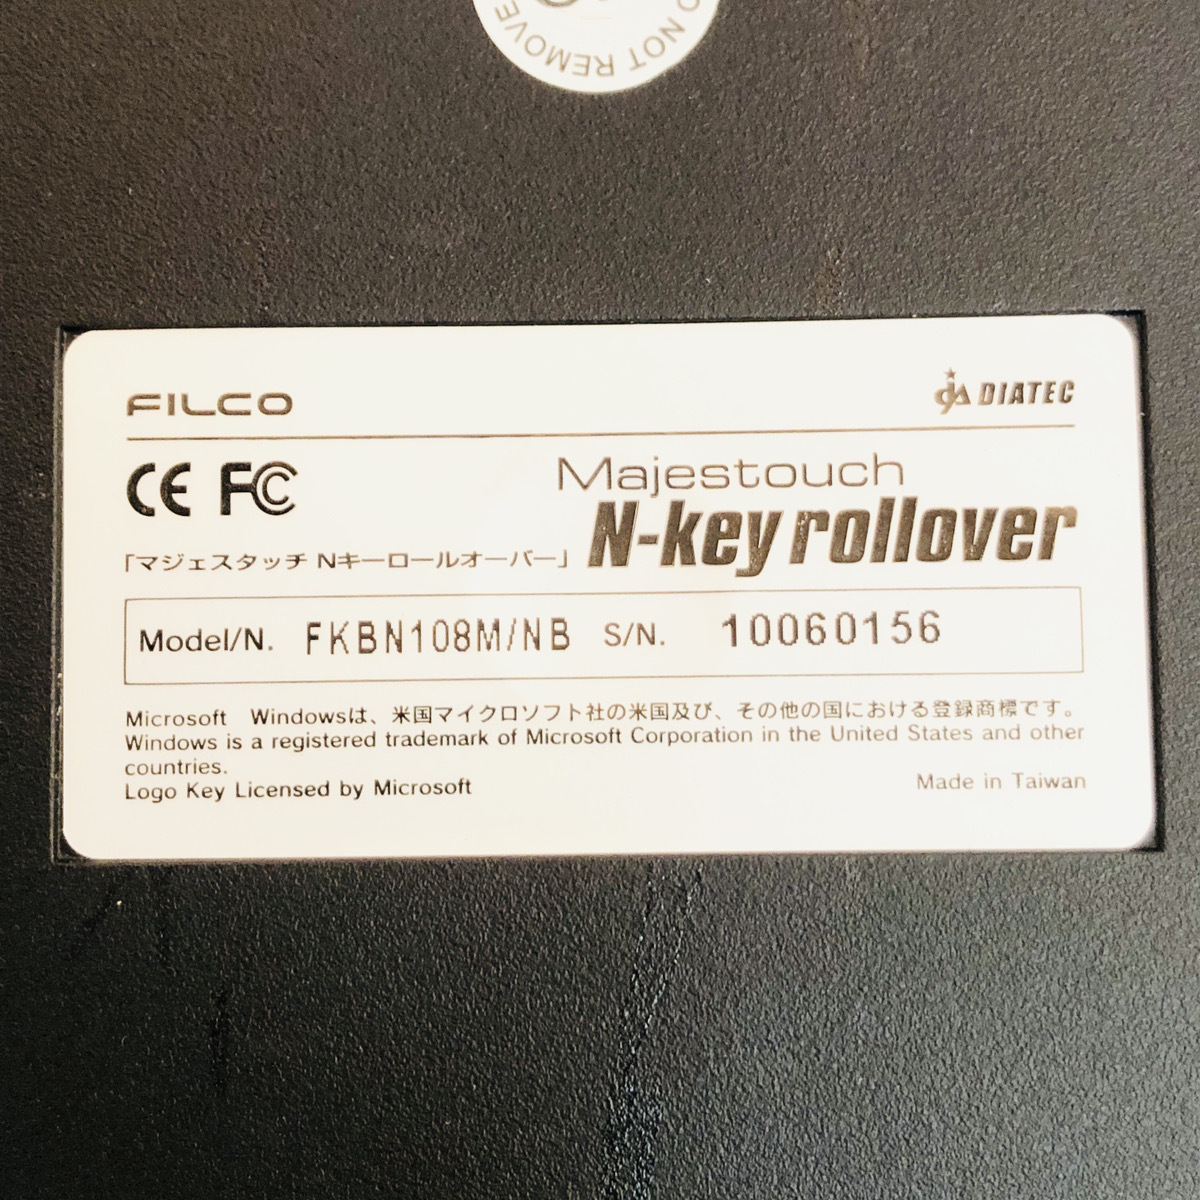 DO NOT REMOVE
FILCO
DIATEC
CE FC
Majestouch
N-key rollover
「マジェスタッチ Nキーロールオーバー」
Model/N. FKBN108M/NB S/N. 10060156
Microsoft Windowsは、米国マイクロソフト社の米国及び、その他の国における登録商標です。
Windows is a registered trademark of Microsoft Corporation in the United States and other
countries.
Logo Key Licensed by Microsoft
Made in Taiwan